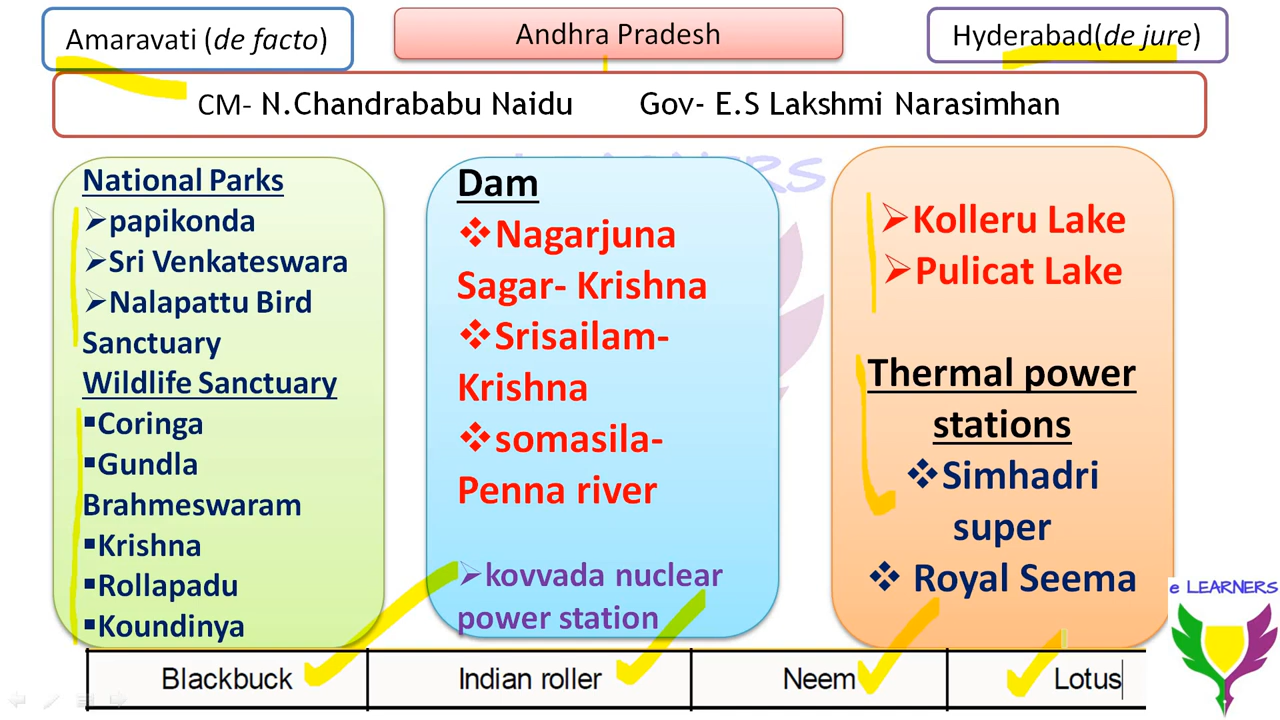 Amaravati (de facto)
Andhra Pradesh
Hyderabad(de jure)
CM- N.Chandrababu Naidu Gov- E.S Lakshmi Narasimhan
National Parks
➢papikonda
➢Sri Venkateswara
➢Nalapattu Bird
Sanctuary
Wildlife Sanctuary
▪Coringa
▪Gundla
Brahmeswaram
▪Krishna
▪Rollapadu
▪Koundinya
Dam
❖Nagarjuna
Sagar- Krishna
❖Srisailam-
Krishna
❖somasila-
Penna river
➢kovvada nuclear
power station
➢Kolleru Lake
➢Pulicat Lake
Thermal power
stations
❖Simhadri
super
❖ Royal Seema
e LEARNERS
Blackbuck
Indian roller
Neem
Lotus